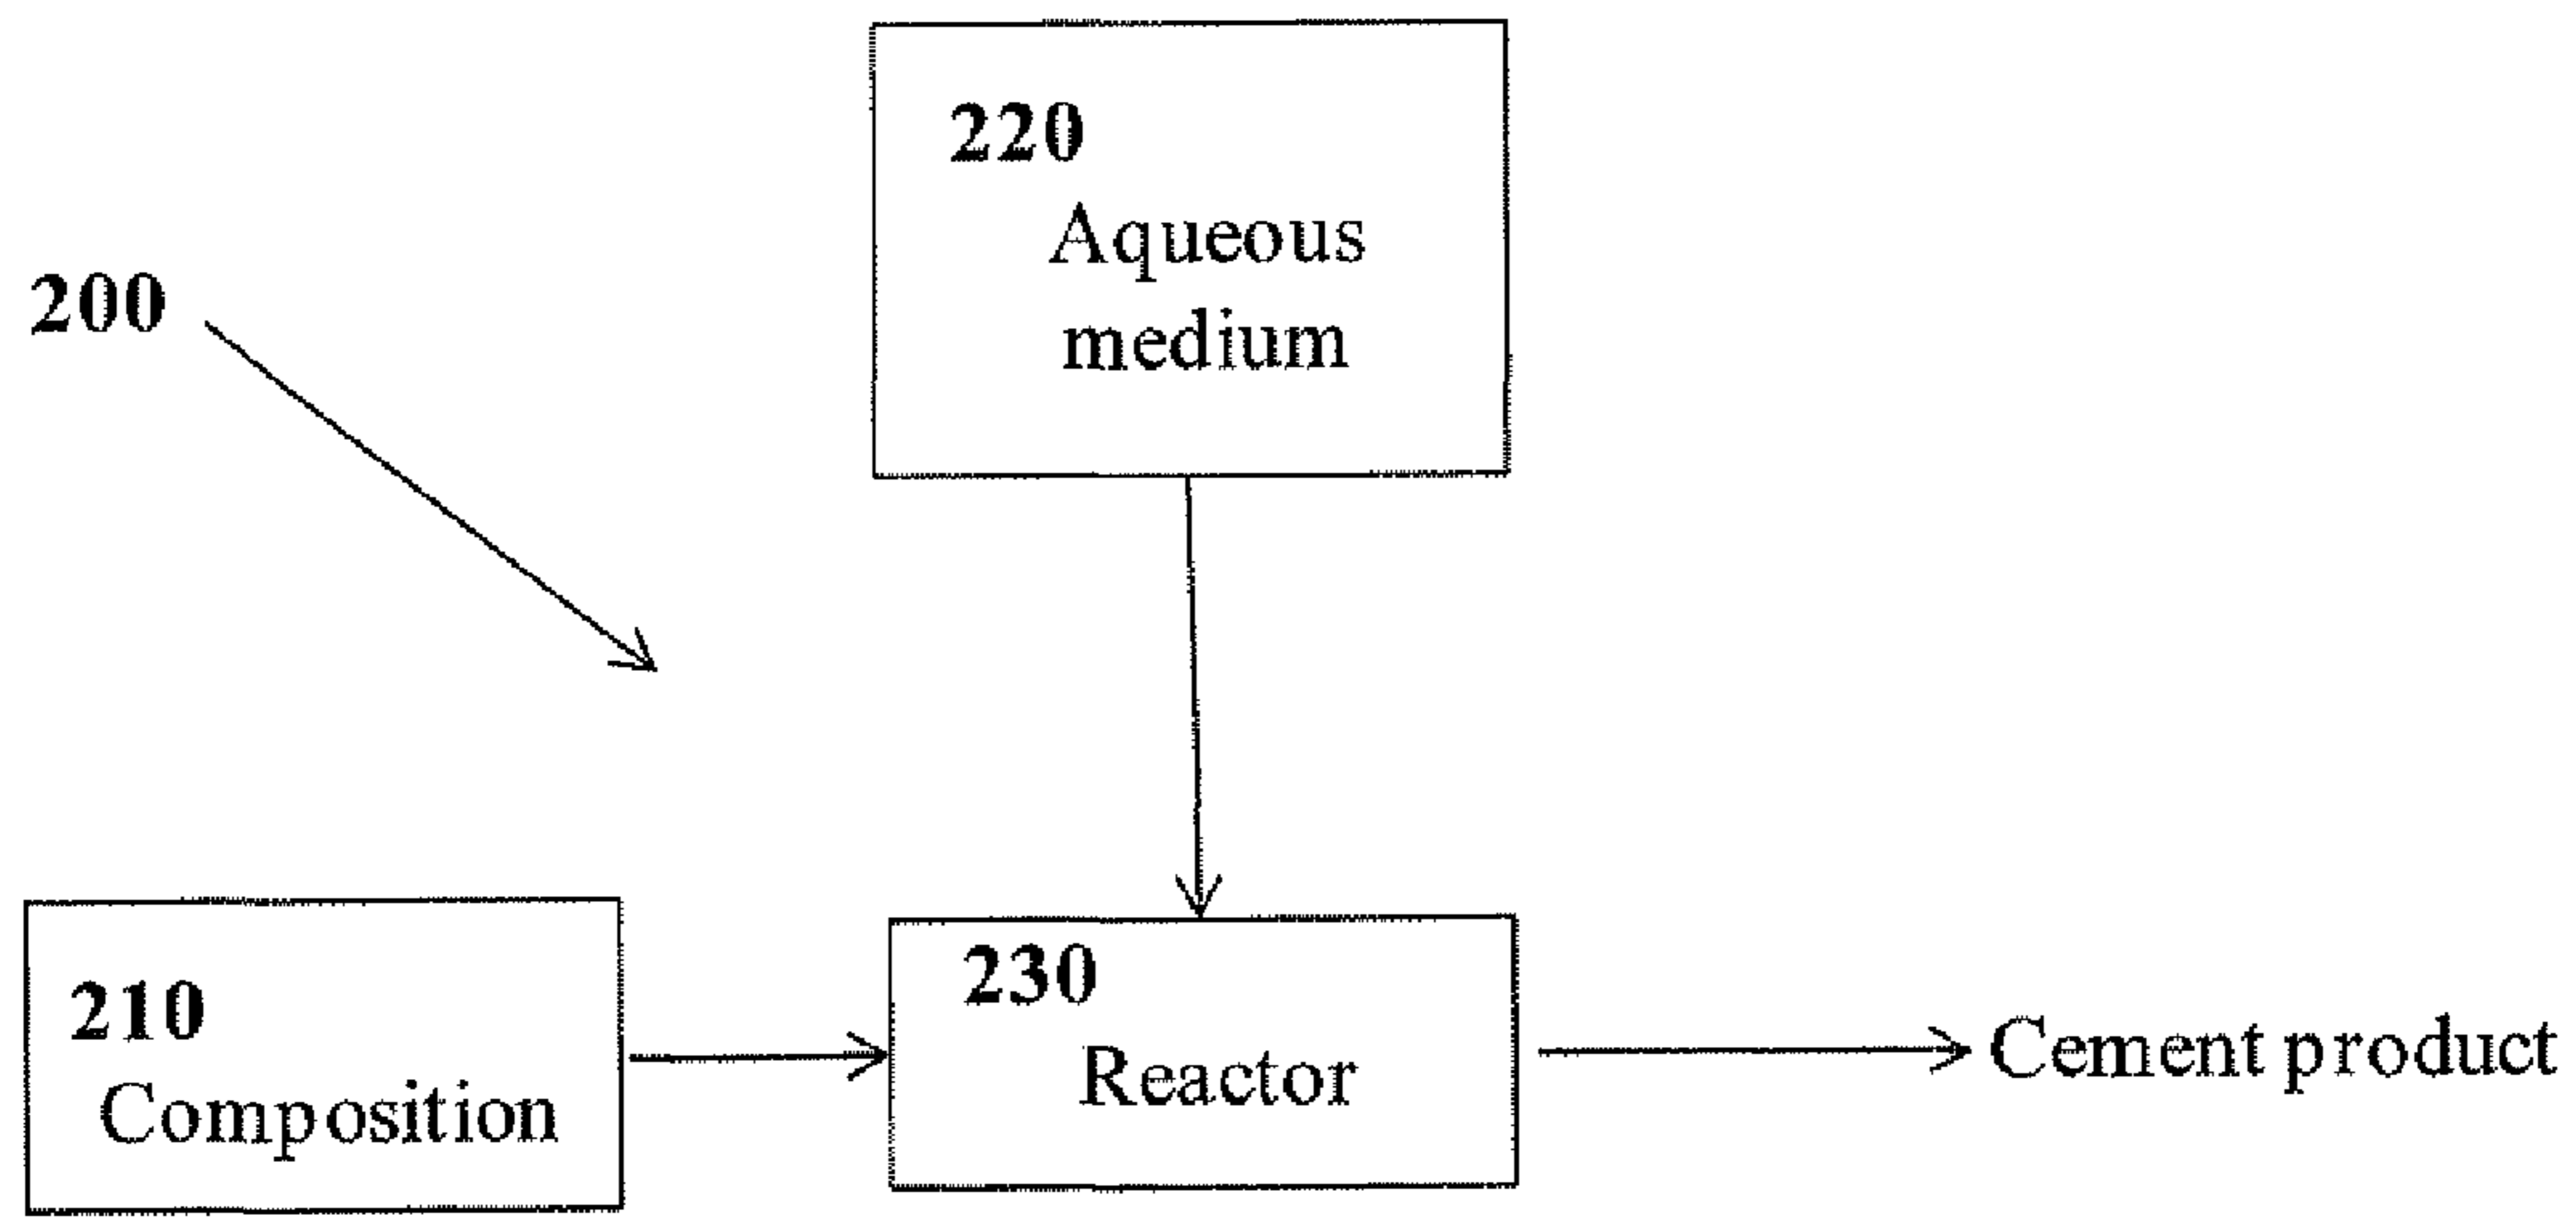 220
Aqueous
medium
200
230
Reactor
210
Composition
Cement product